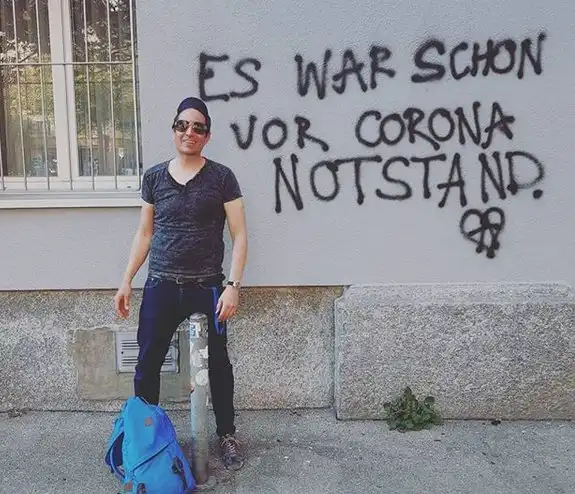 ES WAR SCHON
VOR CORONA
NOTSTAND.